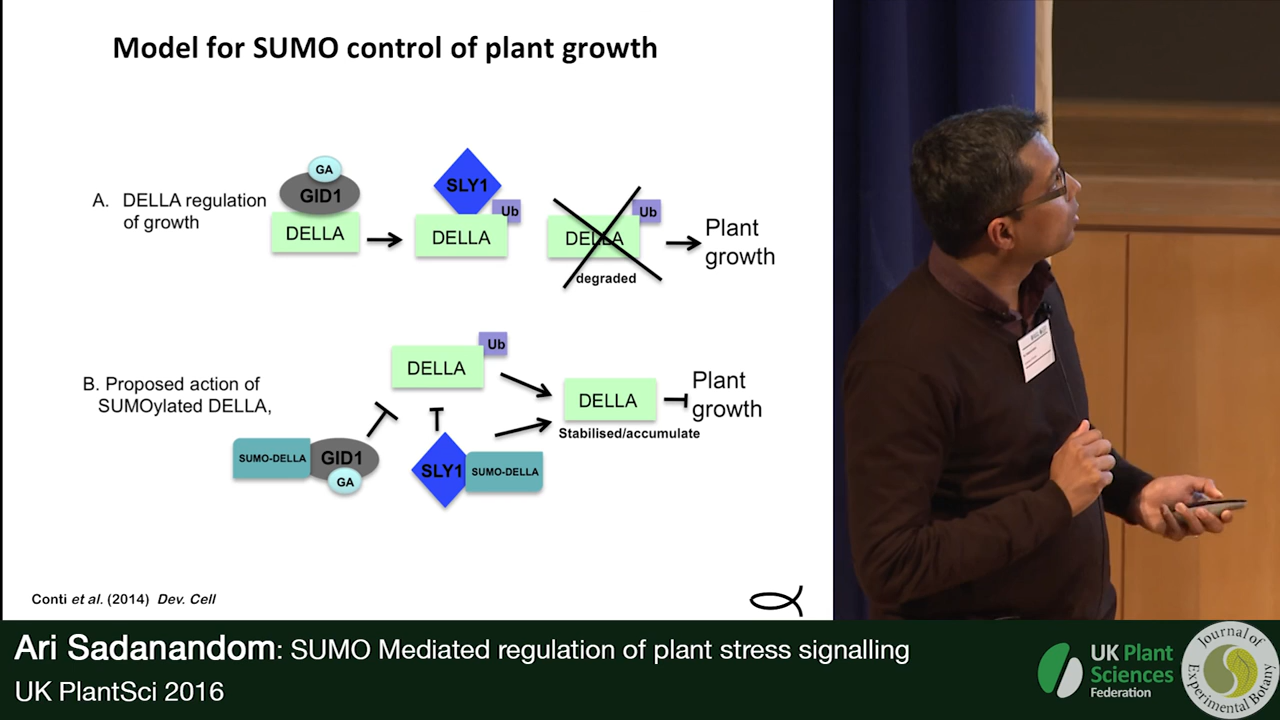 Model for SUMO control of plant growth
A. DELLA regulation
of growth
GA
GID1
DELLA
SLY1
Ub
DELLA
Ub
DELLA
degraded
Plant
growth
B. Proposed action of
SUMOylated DELLA,
Ub
DELLA
SUMO-DELLA
GID1
GA
SLY1
SUMO-DELLA
DELLA
Stabilised/accumulate
Plant
growth
Conti et al. (2014) Dev. Cell
Ari Sadanandom: SUMO Mediated regulation of plant stress signalling
UK PlantSci 2016
UK Plant
Sciences
Federation
Journal of
Experimental Botany